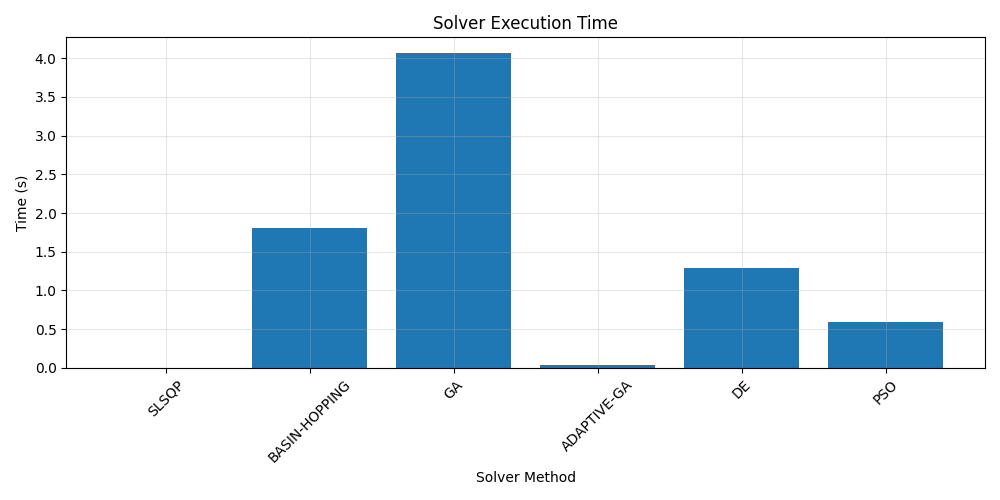 Solver Execution Time
Time (s)
4.0
3.5
3.0
2.5
2.0
1.5
1.0
0.5
0.0
SLSQP
BASIN-HOPPING
GA
ADAPTIVE-GA
DE
PSO
Solver Method